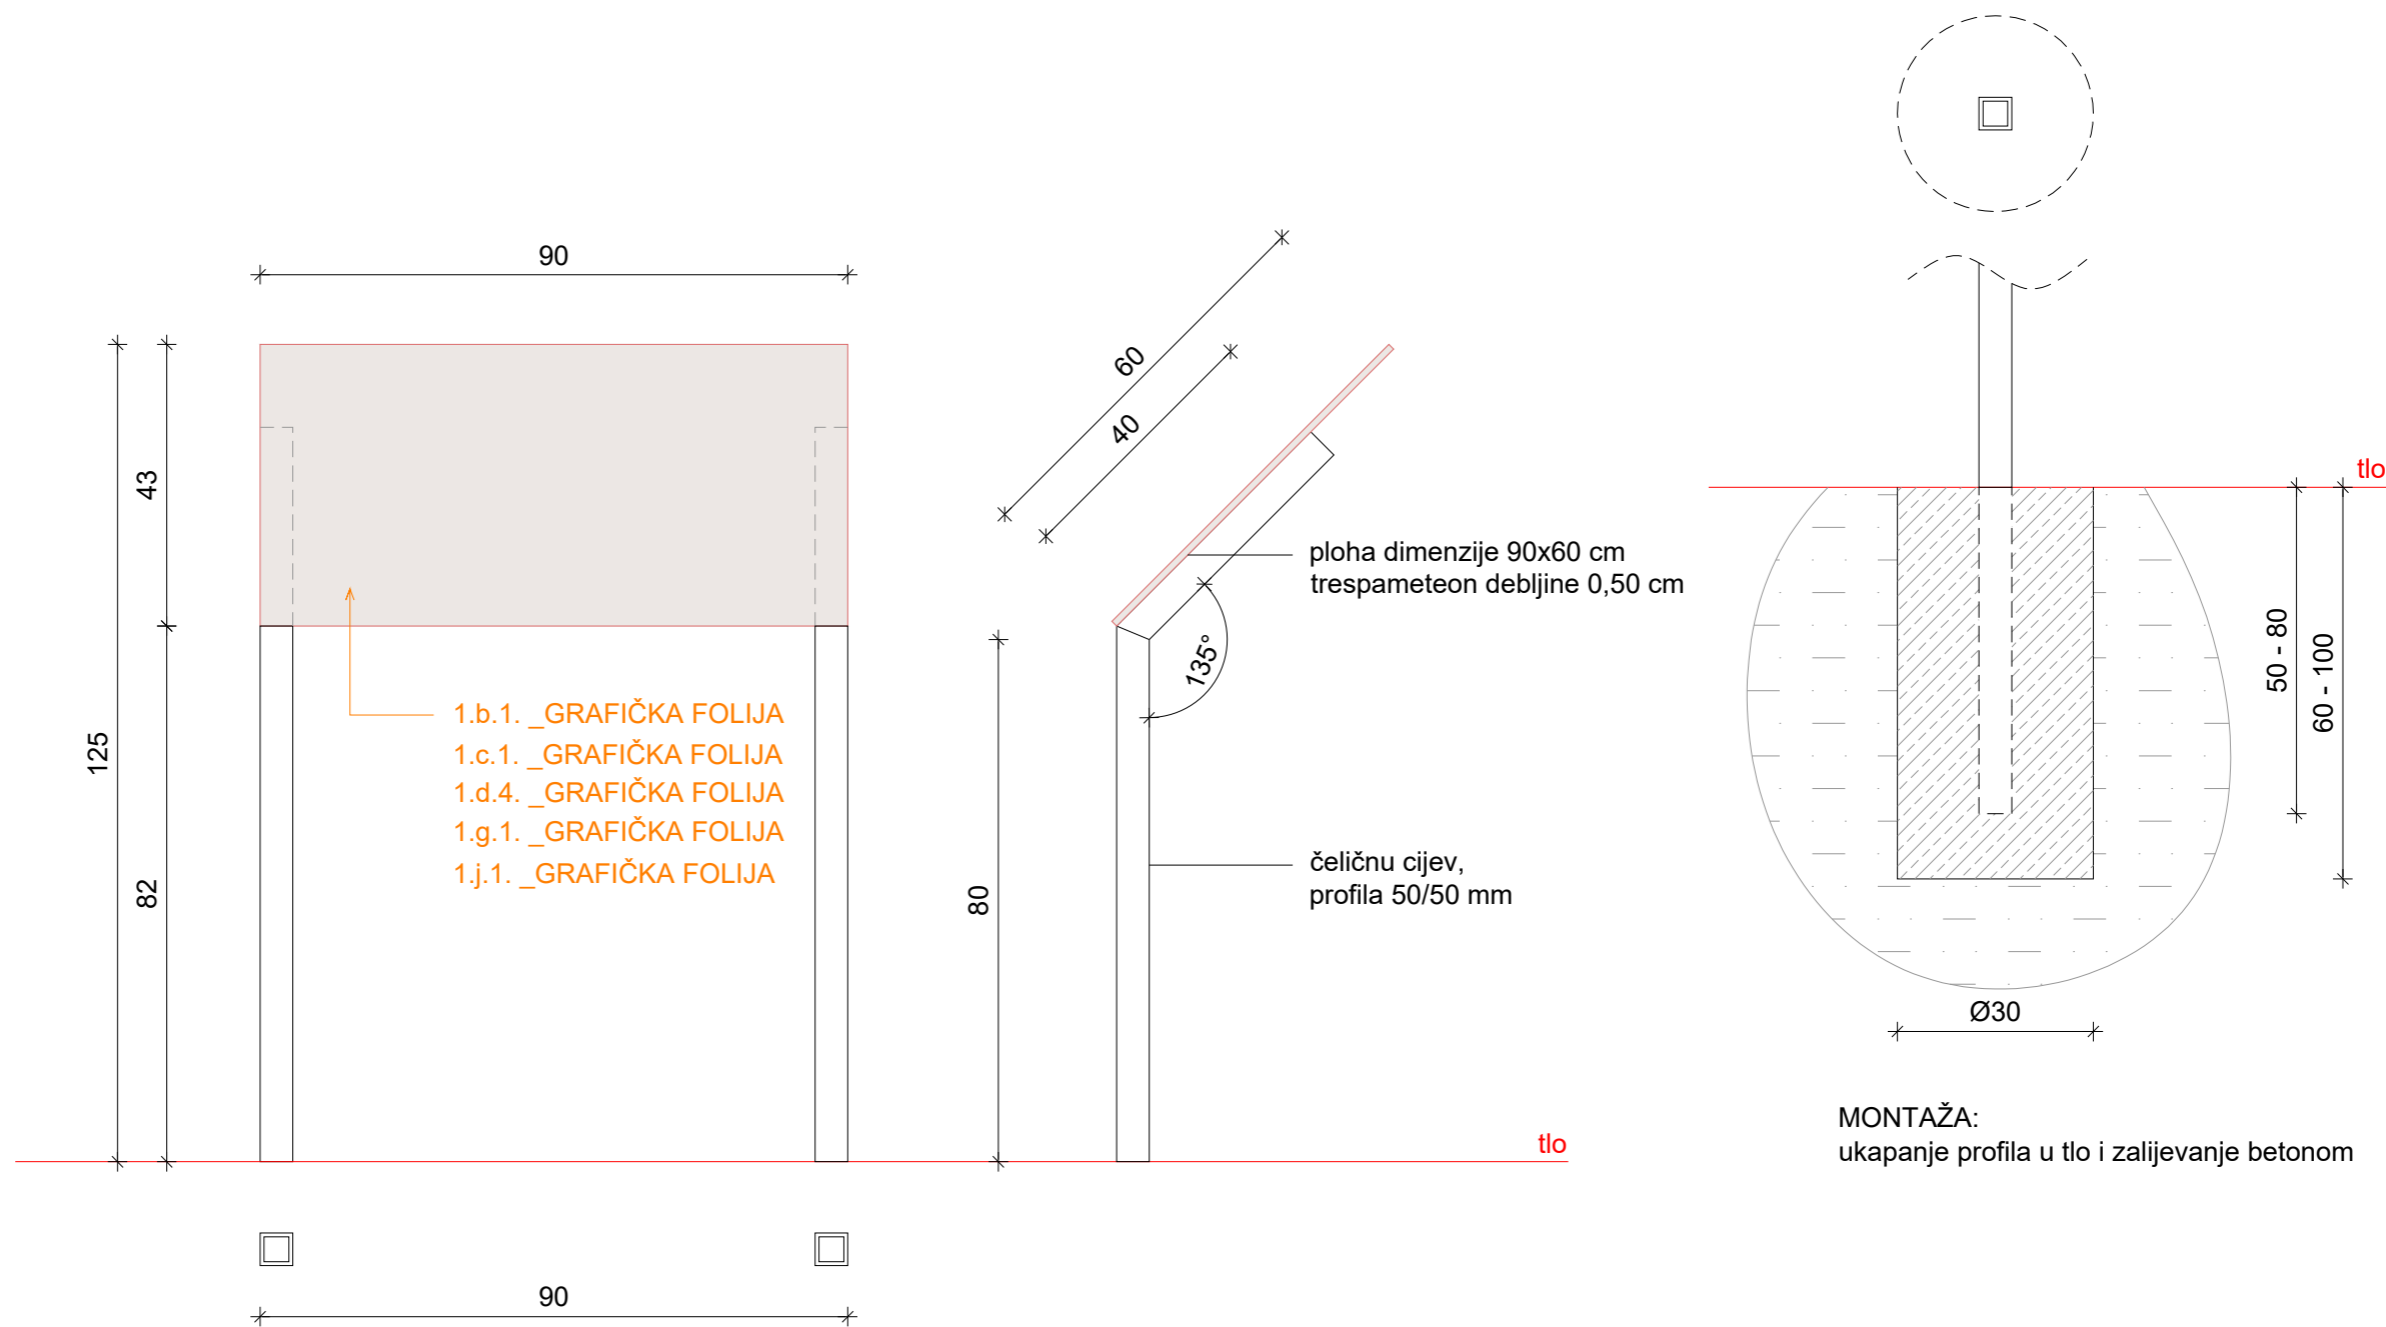 90
125
43
82
1.b.1. _GRAFIČKA FOLIJA
1.c.1. _GRAFIČKA FOLIJA
1.d.4. _GRAFIČKA FOLIJA
1.g.1. _GRAFIČKA FOLIJA
1.j.1. _GRAFIČKA FOLIJA
90
60
40
ploha dimenzije 90x60 cm
trespameteon debljine 0,50 cm
135°
80
čeličnu cijev,
profila 50/50 mm
tlo
tlo
50 - 80
60 - 100
Ø30
MONTAŽA:
ukapanje profila u tlo i zalijevanje betonom